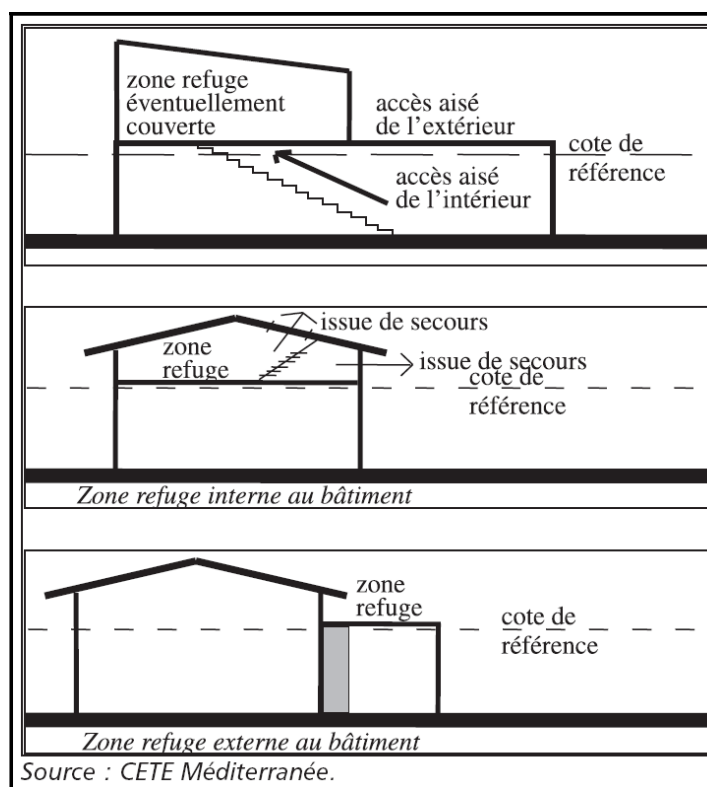 zone refuge
éventuellement
couverte
accès aisé
de l'extérieur
cote de
référence
accès aisé
de l'intérieur
issue de secours
zone
refuge
issue de secours
cote de
référence
Zone refuge interne au bâtiment
zone
refuge
cote de
référence
Zone refuge externe au bâtiment
Source : CETE Méditerranée.